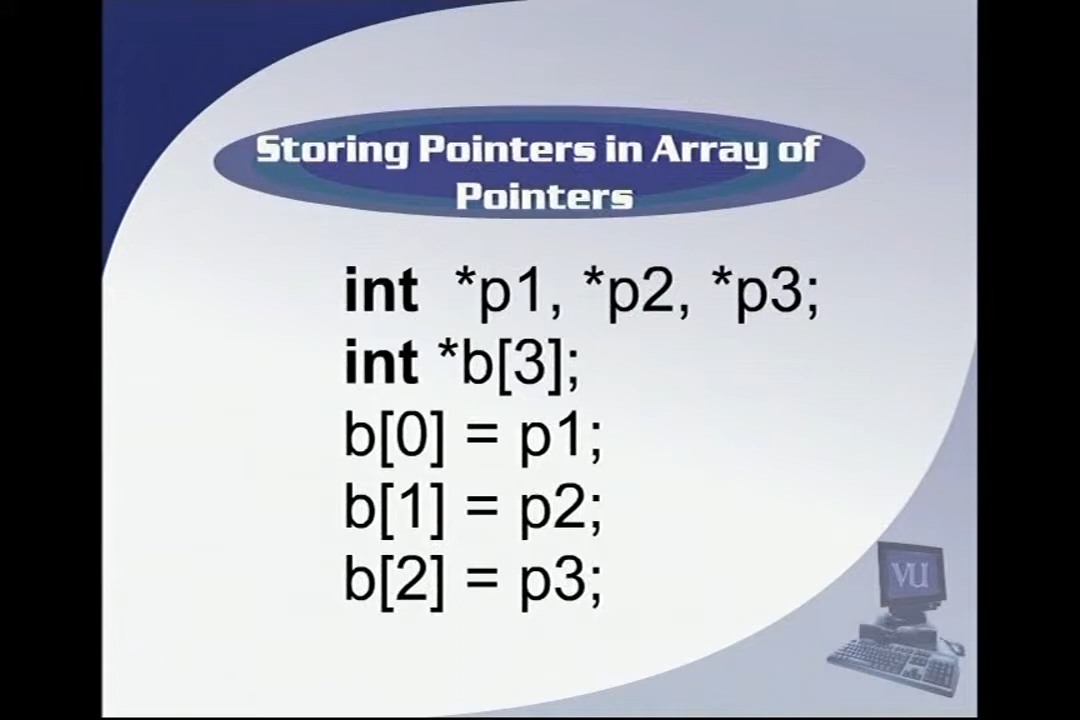 Storing Pointers in Array of
Pointers
int *p1, *p2, *p3;
int *b[3];
b[0] = p1;
b[1] = p2;
b[2] = p3;
VU